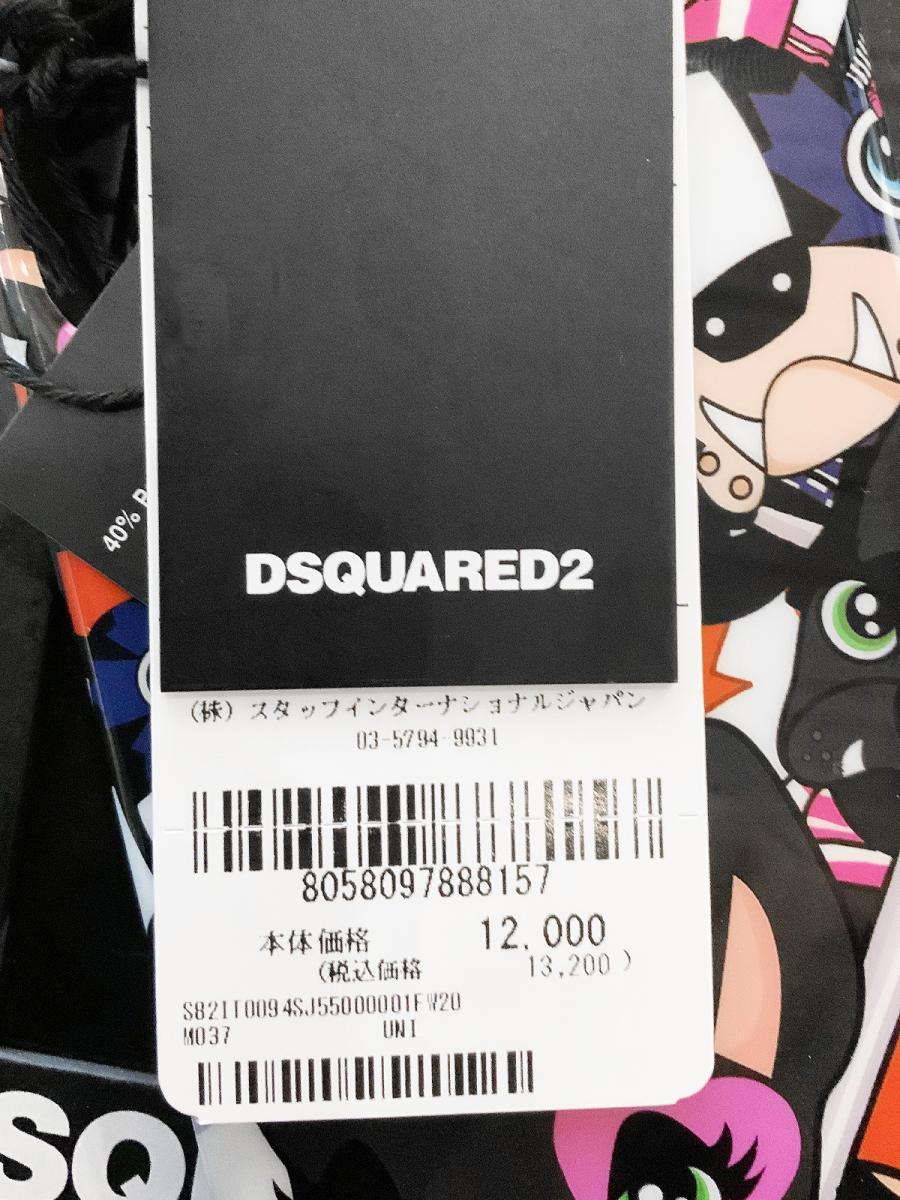 40%
DSQUARED2
(株) スタッフインターナショナルジャパン
03-5794-9931
8058097888157
本体価格 12,000
(税込価格 13,200 )
S82IT0094SJ55000001FW20
M037 UNI
SQ